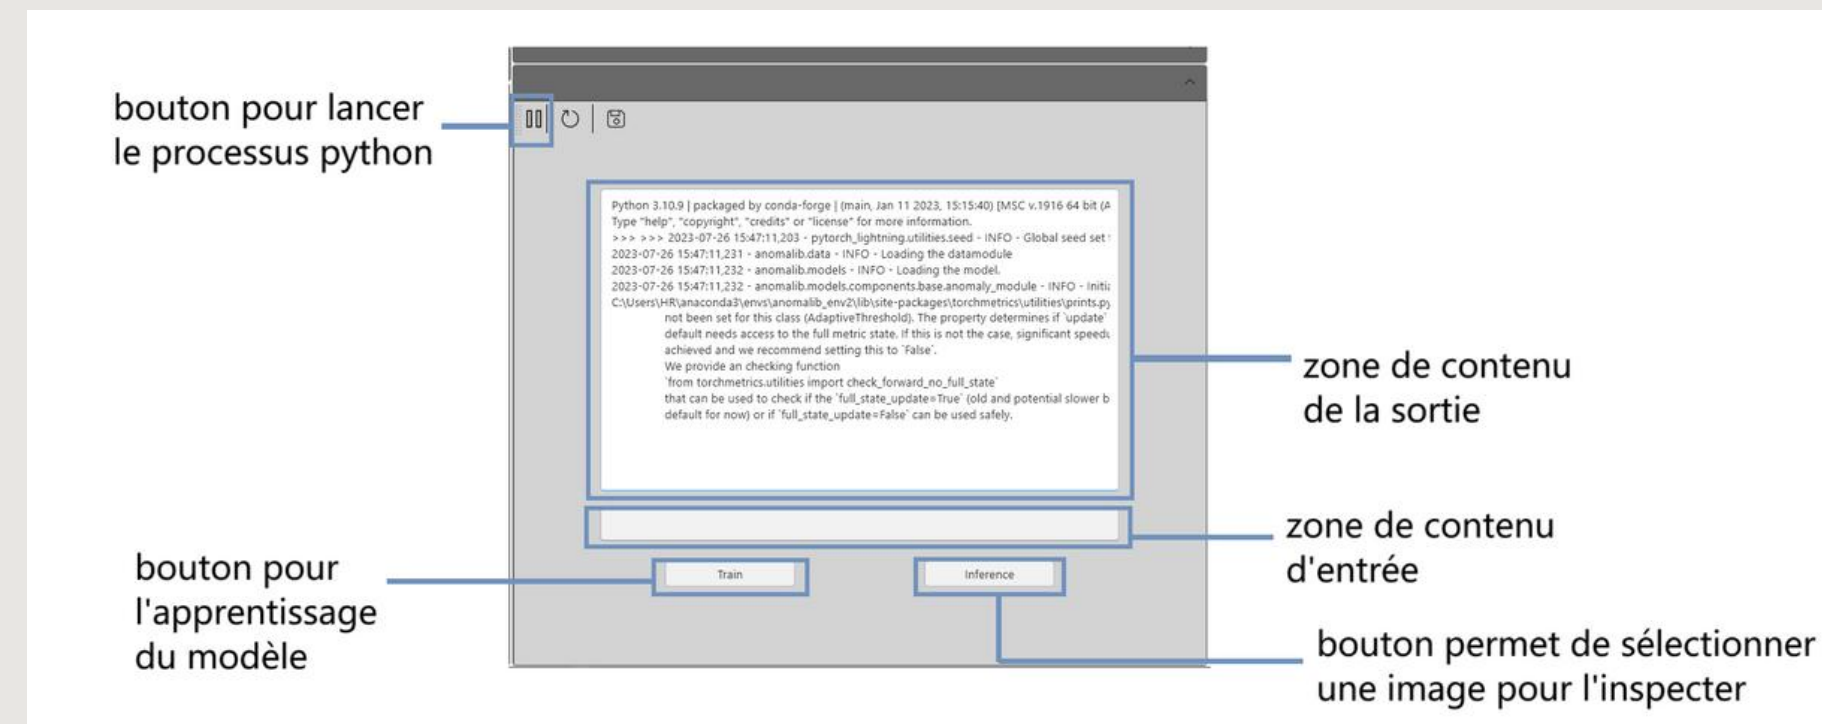 bouton pour lancer
le processus python
Python 3.10.9 | packaged by conda-forge | (main, Jan 11 2023, 15:15:40) [MSC v.1916 64 bit (A
Type "help", "copyright", "credits" or "license" for more information.
>>> >>> 2023-07-26 15:47:11,203 - pytorch_lightning.utilities.seed - INFO - Global seed set
2023-07-26 15:47:11,231 - anomalib.data - INFO - Loading the datamodule
2023-07-26 15:47:11,232 - anomalib.models - INFO - Loading the model.
2023-07-26 15:47:11,232 - anomalib.models.components.base.anomaly_module - INFO - Initi
C:\Users\HR\anaconda3\envs\anomalib_env2\lib\site-packages\torchmetrics\utilities\prints.py
not been set for this class (AdaptiveThreshold). The property determines if `update`
default needs access to the full metric state. If this is not the case, significant speedu
achieved and we recommend setting this to `False`.
We provide an checking function
`from torchmetrics.utilities import check_forward_no_full_state`
that can be used to check if the `full_state_update=True` (old and potential slower b
default for now) or if `full_state_update=False` can be used safely.
zone de contenu
de la sortie
zone de contenu
d'entrée
bouton pour
l'apprentissage
du modèle
Train
Inference
bouton permet de sélectionner
une image pour l'inspecter